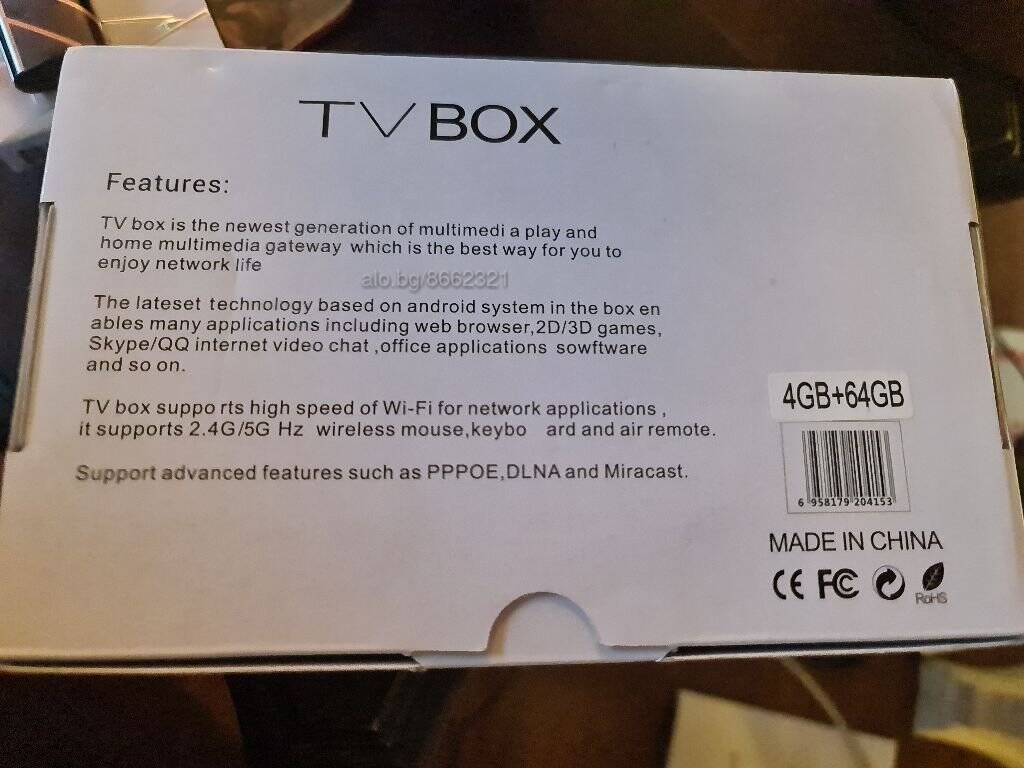 TV BOX
Features:
TV box is the newest generation of multimedi a play and
home multimedia gateway which is the best way for you to
enjoy network life
alo.bg/8662321
The lateset technology based on android system in the box en
ables many applications including web browser,2D/3D games,
Skype/QQ internet video chat ,office applications sowftware
and so on.
TV box suppo rts high speed of Wi-Fi for network applications ,
it supports 2.4G/5G Hz wireless mouse,keybo ard and air remote.
Support advanced features such as PPPOE,DLNA and Miracast.
4GB+64GB
6 958179 204153
MADE IN CHINA
CE FC RoHS